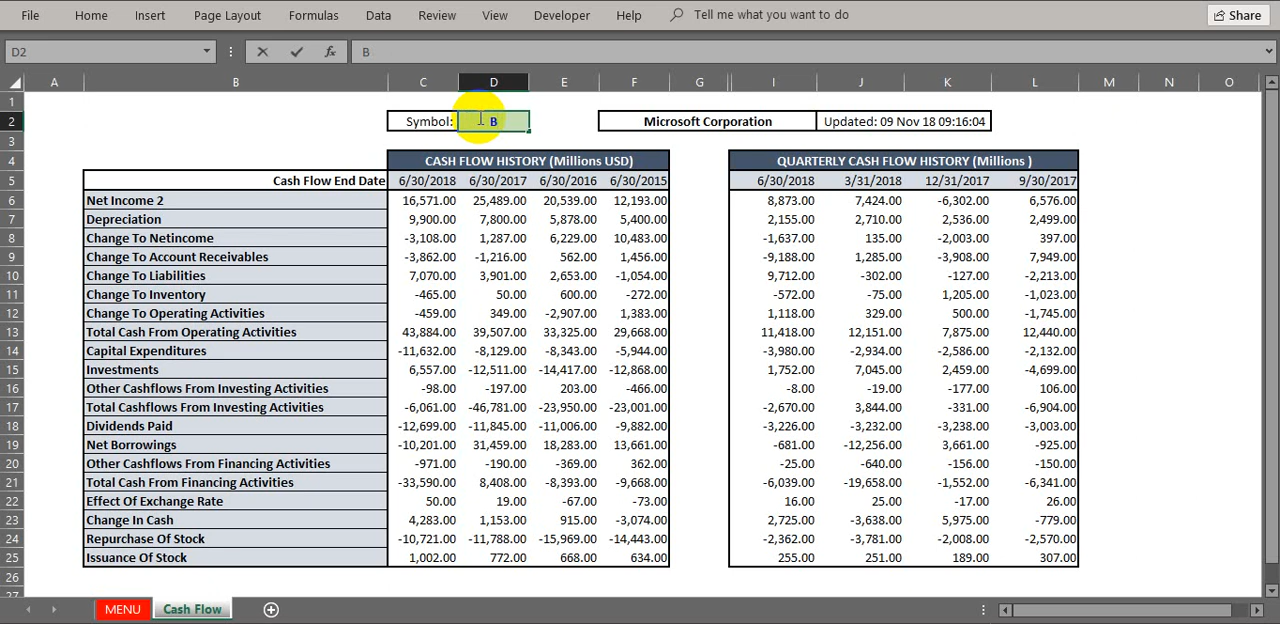 File Home Insert Page Layout Formulas Data Review View Developer Help Tell me what you want to do Share
D2 fx B
A B C D E F G I J K L M N O
1
2 Symbol: B Microsoft Corporation Updated: 09 Nov 18 09:16:04
3
4 CASH FLOW HISTORY (Millions USD) QUARTERLY CASH FLOW HISTORY (Millions )
5 Cash Flow End Date 6/30/2018 6/30/2017 6/30/2016 6/30/2015 6/30/2018 3/31/2018 12/31/2017 9/30/2017
6 Net Income 2 16,571.00 25,489.00 20,539.00 12,193.00 8,873.00 7,424.00 -6,302.00 6,576.00
7 Depreciation 9,900.00 7,800.00 5,878.00 5,400.00 2,155.00 2,710.00 2,536.00 2,499.00
8 Change To Netincome -3,108.00 1,287.00 6,229.00 10,483.00 -1,637.00 135.00 -2,003.00 397.00
9 Change To Account Receivables -3,862.00 -1,216.00 562.00 1,456.00 -9,188.00 1,285.00 -3,908.00 7,949.00
10 Change To Liabilities 7,070.00 3,901.00 2,653.00 -1,054.00 9,712.00 -302.00 -127.00 -2,213.00
11 Change To Inventory -465.00 50.00 600.00 -272.00 -572.00 -75.00 1,205.00 -1,023.00
12 Change To Operating Activities -459.00 349.00 -2,907.00 1,383.00 1,118.00 329.00 500.00 -1,745.00
13 Total Cash From Operating Activities 43,884.00 39,507.00 33,325.00 29,668.00 11,418.00 12,151.00 7,875.00 12,440.00
14 Capital Expenditures -11,632.00 -8,129.00 -8,343.00 -5,944.00 -3,980.00 -2,934.00 -2,586.00 -2,132.00
15 Investments 6,557.00 -12,511.00 -14,417.00 -12,868.00 1,752.00 7,045.00 2,459.00 -4,699.00
16 Other Cashflows From Investing Activities -98.00 -197.00 203.00 -466.00 -8.00 -19.00 -177.00 106.00
17 Total Cashflows From Investing Activities -6,061.00 -46,781.00 -23,950.00 -23,001.00 -2,670.00 3,844.00 -331.00 -6,904.00
18 Dividends Paid -12,699.00 -11,845.00 -11,006.00 -9,882.00 -3,226.00 -3,232.00 -3,238.00 -3,003.00
19 Net Borrowings -10,201.00 31,459.00 18,283.00 13,661.00 -681.00 -12,256.00 3,661.00 -925.00
20 Other Cashflows From Financing Activities -971.00 -190.00 -369.00 362.00 -25.00 -640.00 -156.00 -150.00
21 Total Cash From Financing Activities -33,590.00 8,408.00 -8,393.00 -9,668.00 -6,039.00 -19,658.00 -1,552.00 -6,341.00
22 Effect Of Exchange Rate 50.00 19.00 -67.00 -73.00 16.00 25.00 -17.00 26.00
23 Change In Cash 4,283.00 1,153.00 915.00 -3,074.00 2,725.00 -3,638.00 5,975.00 -779.00
24 Repurchase Of Stock -10,721.00 -11,788.00 -15,969.00 -14,443.00 -2,362.00 -3,781.00 -2,008.00 -2,570.00
25 Issuance Of Stock 1,002.00 772.00 668.00 634.00 255.00 251.00 189.00 307.00
26
27
MENU Cash Flow